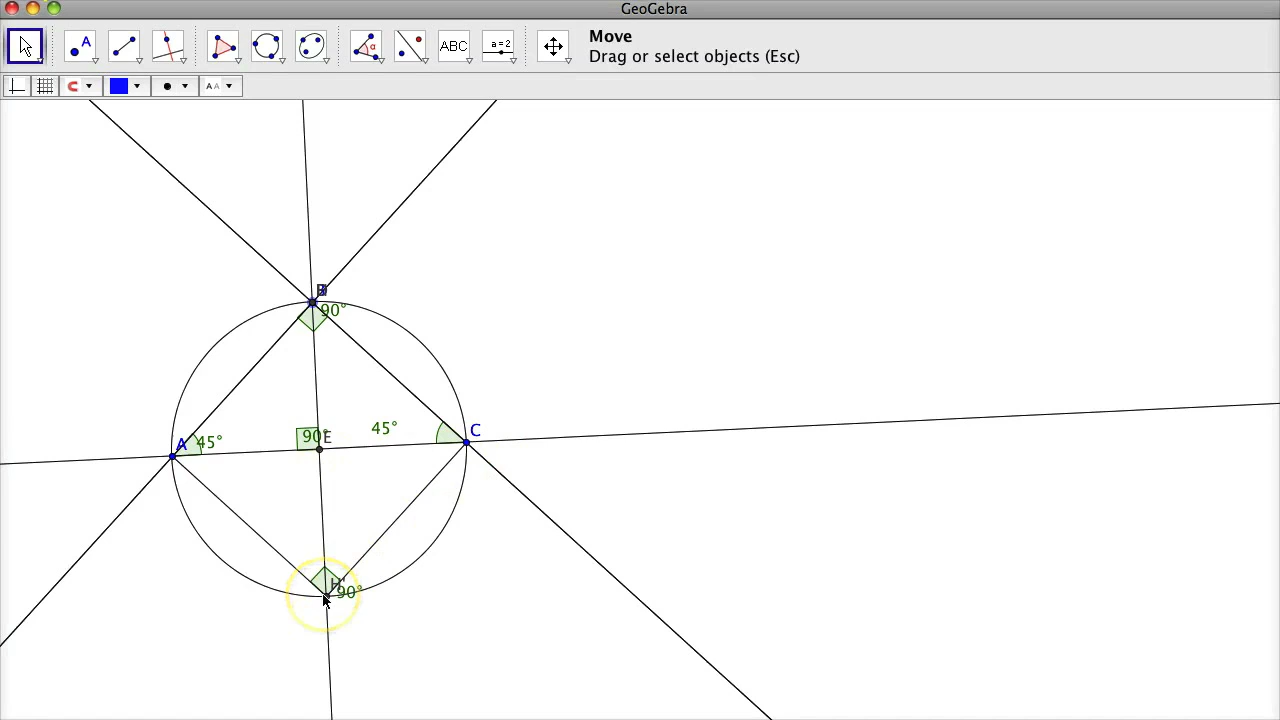 GeoGebra
A
α
ABC
a=2
Move
Drag or select objects (Esc)
A A
90°
A
45°
90°
E
45°
C
H'
90°